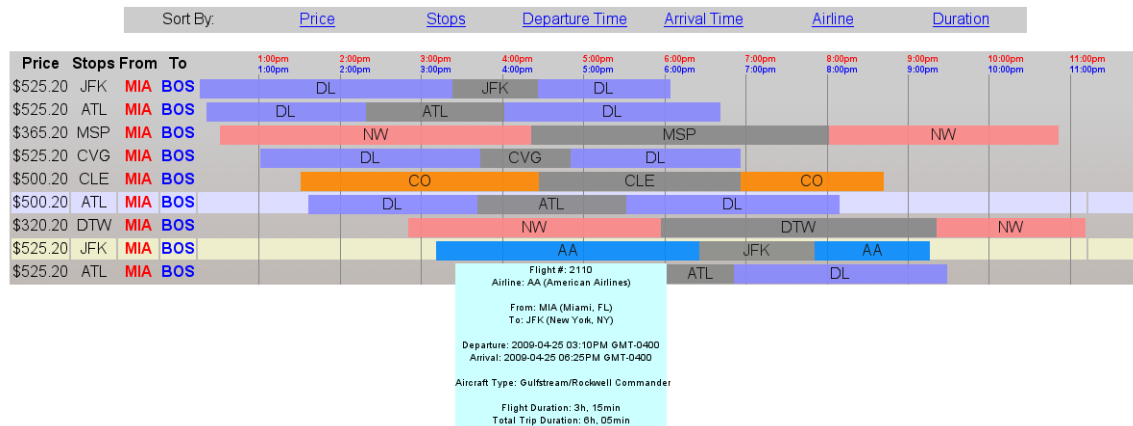 Sort By: Price Stops Departure Time Arrival Time Airline Duration
Price Stops From To
1:00pm 2:00pm 3:00pm 4:00pm 5:00pm 6:00pm 7:00pm 8:00pm 9:00pm 10:00pm 11:00pm
1:00pm 2:00pm 3:00pm 4:00pm 5:00pm 6:00pm 7:00pm 8:00pm 9:00pm 10:00pm 11:00pm
$525.20 JFK MIA BOS DL JFK DL
$525.20 ATL MIA BOS DL ATL DL
$365.20 MSP MIA BOS NW MSP NW
$525.20 CVG MIA BOS DL CVG DL
$500.20 CLE MIA BOS CO CLE CO
$500.20 ATL MIA BOS DL ATL DL
$320.20 DTW MIA BOS NW DTW NW
$525.20 JFK MIA BOS AA JFK AA
$525.20 ATL MIA BOS ATL DL
Flight #: 2110
Airline: AA (American Airlines)
From: MIA (Miami, FL)
To: JFK (New York, NY)
Departure: 2009-04-25 03:10PM GMT-0400
Arrival: 2009-04-25 06:25PM GMT-0400
Aircraft Type: Gulfstream/Rockwell Commander
Flight Duration: 3h, 15min
Total Trip Duration: 6h, 05min